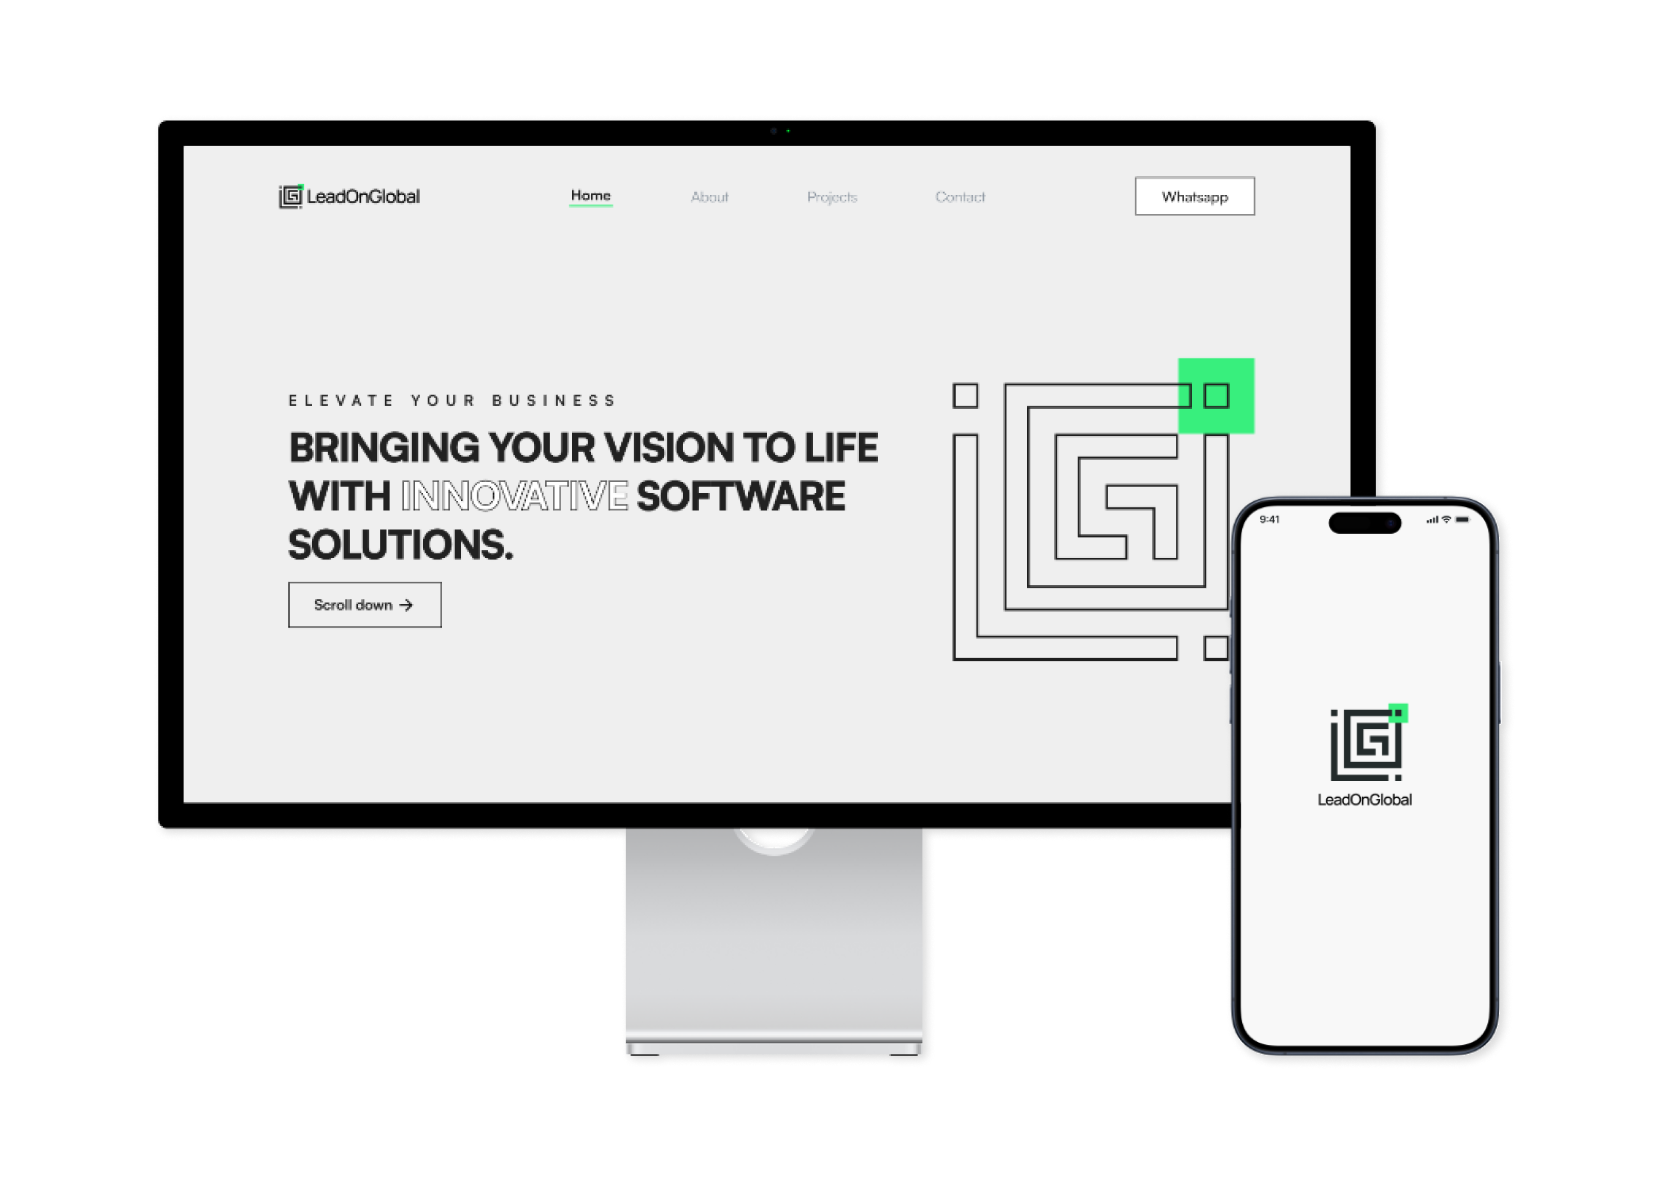 LeadOnGlobal
Home
About
Projects
Contact
Whatsapp
ELEVATE YOUR BUSINESS
BRINGING YOUR VISION TO LIFE
WITH INNOVATIVE SOFTWARE
SOLUTIONS.
Scroll down →
9:41
LeadOnGlobal